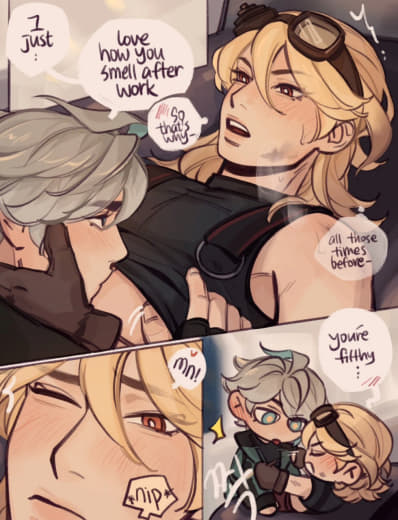 I
just
:
love
how you
smell after
work
So
that's
why~
all those
times
before~
mn!
nip
you're
filthy
...